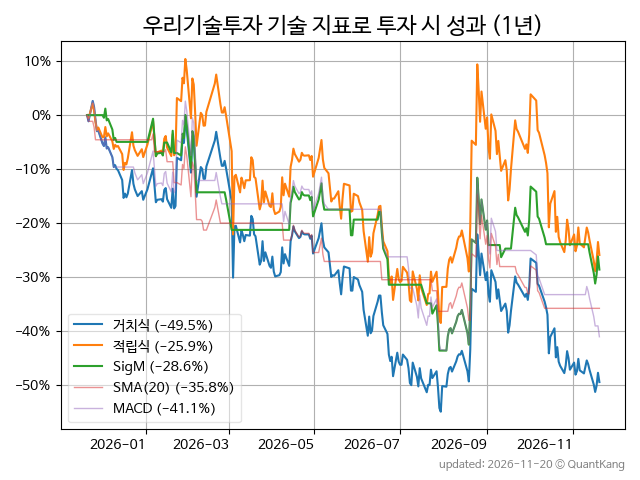 우리기술투자 기술 지표로 투자 시 성과 (1년)
10%
0%
−10%
−20%
−30%
−40%
−50%
거치식 (−49.5%)
적립식 (−25.9%)
SigM (−28.6%)
SMA(20) (−35.8%)
MACD (−41.1%)
2026−01 2026−03 2026−05 2026−07 2026−09 2026−11
updated: 2026-11-20 © QuantKang